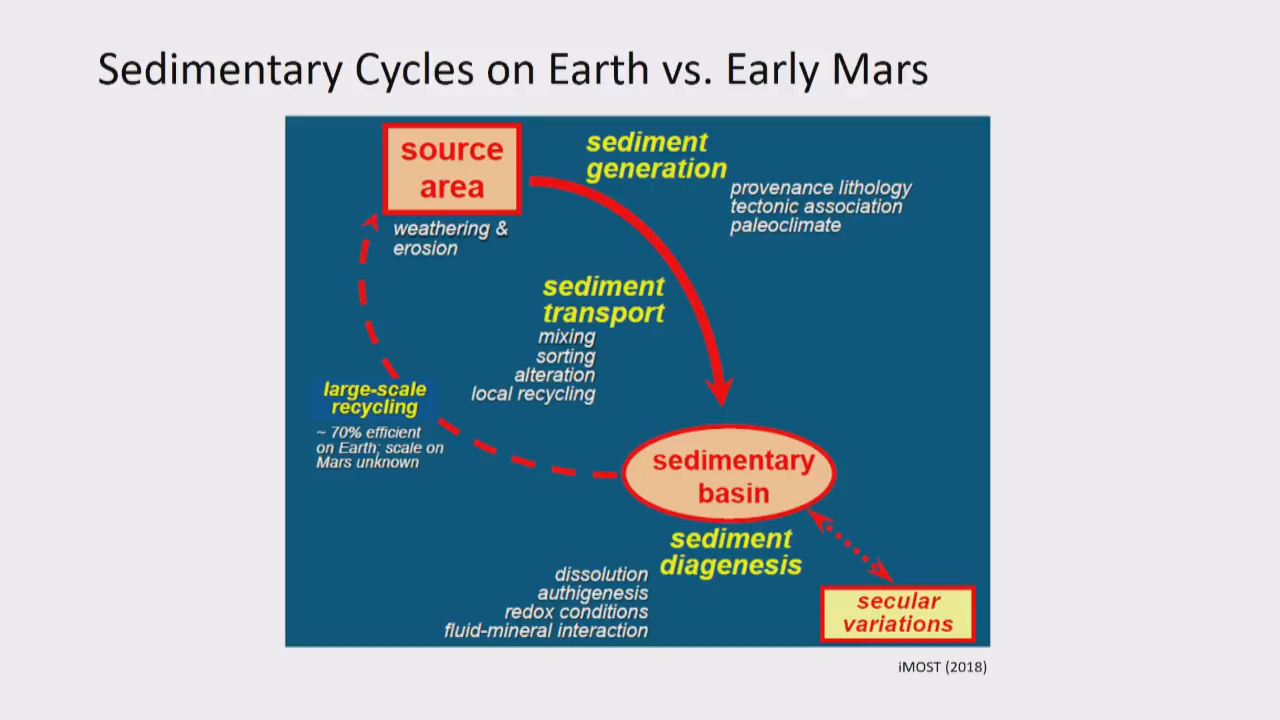 Sedimentary Cycles on Earth vs. Early Mars
source
area
weathering &
erosion
sediment
generation
provenance lithology
tectonic association
paleoclimate
sediment
transport
mixing
sorting
alteration
local recycling
large-scale
recycling
~ 70% efficient
on Earth; scale on
Mars unknown
sedimentary
basin
sediment
diagenesis
dissolution
authigenesis
redox conditions
fluid-mineral interaction
secular
variations
iMOST (2018)